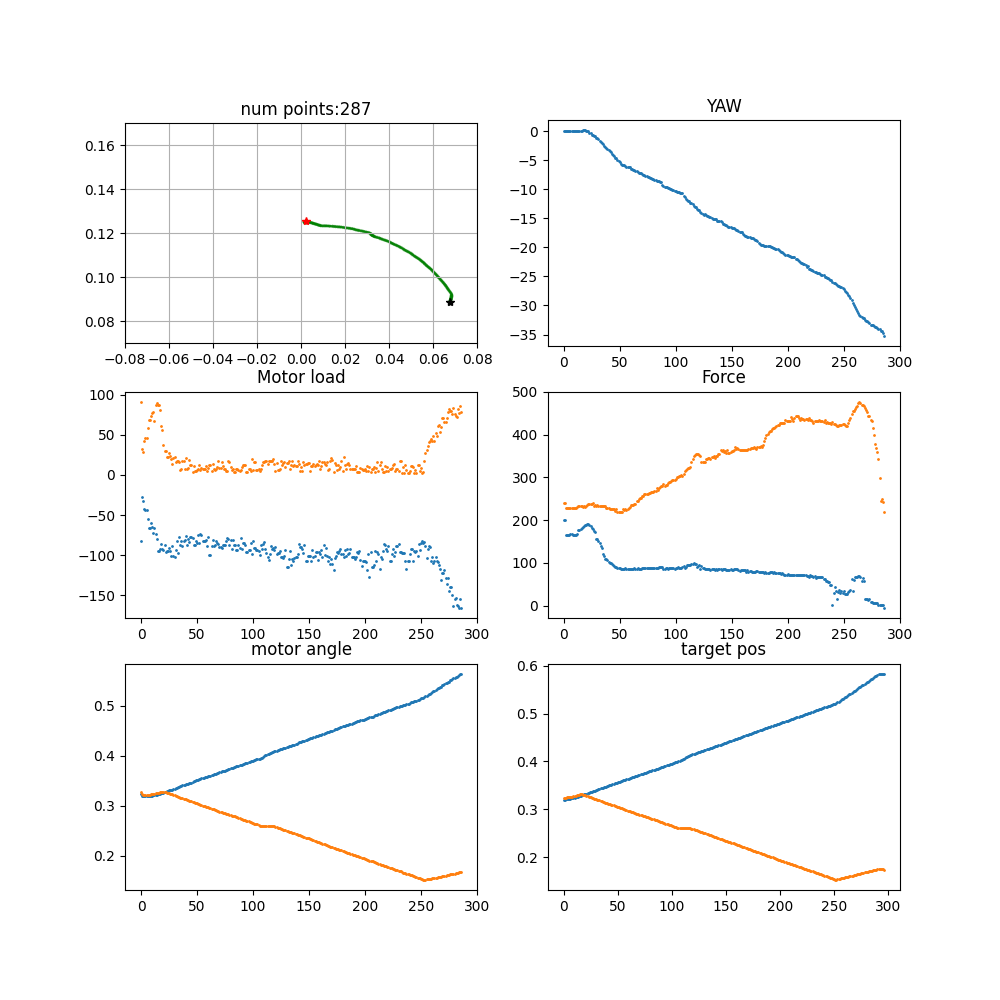 num points:287
YAW
0.16
0.14
0.12
0.10
0.08
−0.08 −0.06 −0.04 −0.02 0.00 0.02 0.04 0.06 0.08
0
−5
−10
−15
−20
−25
−30
−35
0 50 100 150 200 250 300
Motor load
Force
100
50
0
−50
−100
−150
0 50 100 150 200 250 300
500
400
300
200
100
0
0 50 100 150 200 250 300
motor angle
target pos
0.5
0.4
0.3
0.2
0 50 100 150 200 250 300
0.6
0.5
0.4
0.3
0.2
0 50 100 150 200 250 300